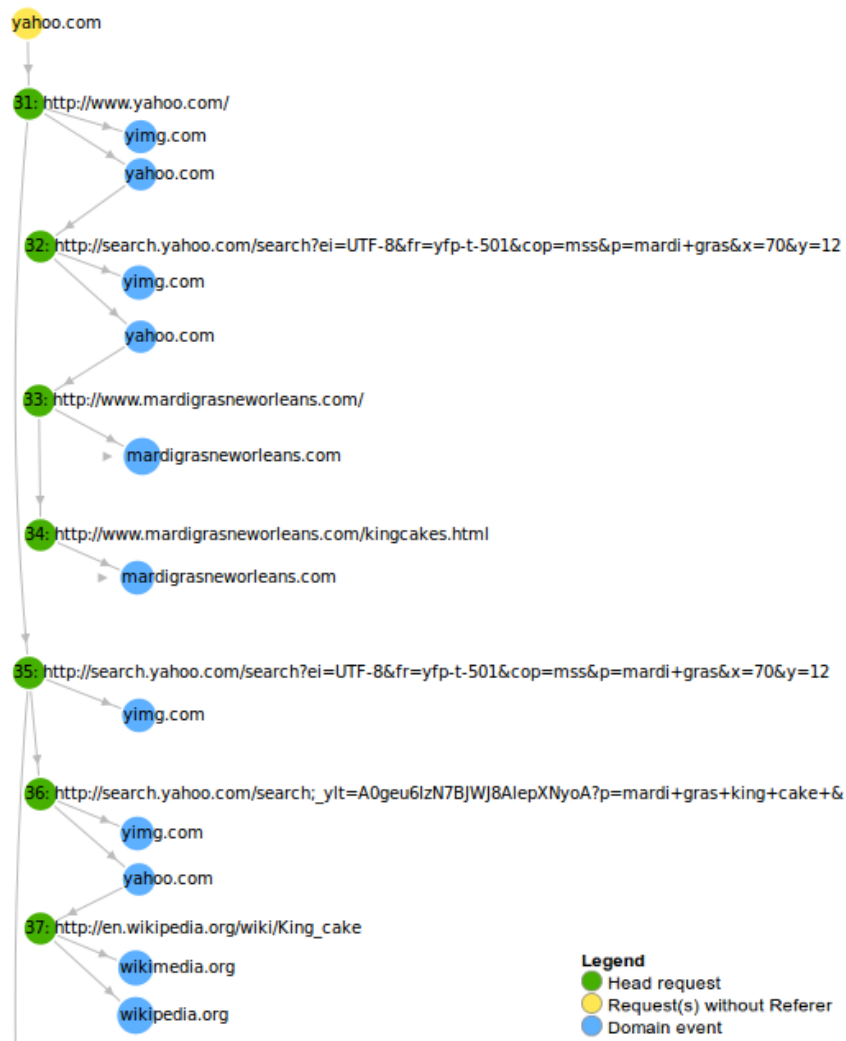 yahoo.com
31: http://www.yahoo.com/
yimg.com
yahoo.com
32: http://search.yahoo.com/search?ei=UTF-8&fr=yfp-t-501&cop=mss&p=mardi+gras&x=70&y=12
yimg.com
yahoo.com
33: http://www.mardigrasneworleans.com/
mardigrasneworleans.com
34: http://www.mardigrasneworleans.com/kingcakes.html
mardigrasneworleans.com
35: http://search.yahoo.com/search?ei=UTF-8&fr=yfp-t-501&cop=mss&p=mardi+gras&x=70&y=12
yimg.com
36: http://search.yahoo.com/search;_ylt=A0geu6IzN7BJWJ8AlepXNyoA?p=mardi+gras+king+cake+&
yimg.com
yahoo.com
37: http://en.wikipedia.org/wiki/King_cake
wikimedia.org
wikipedia.org
Legend
Head request
Request(s) without Referer
Domain event